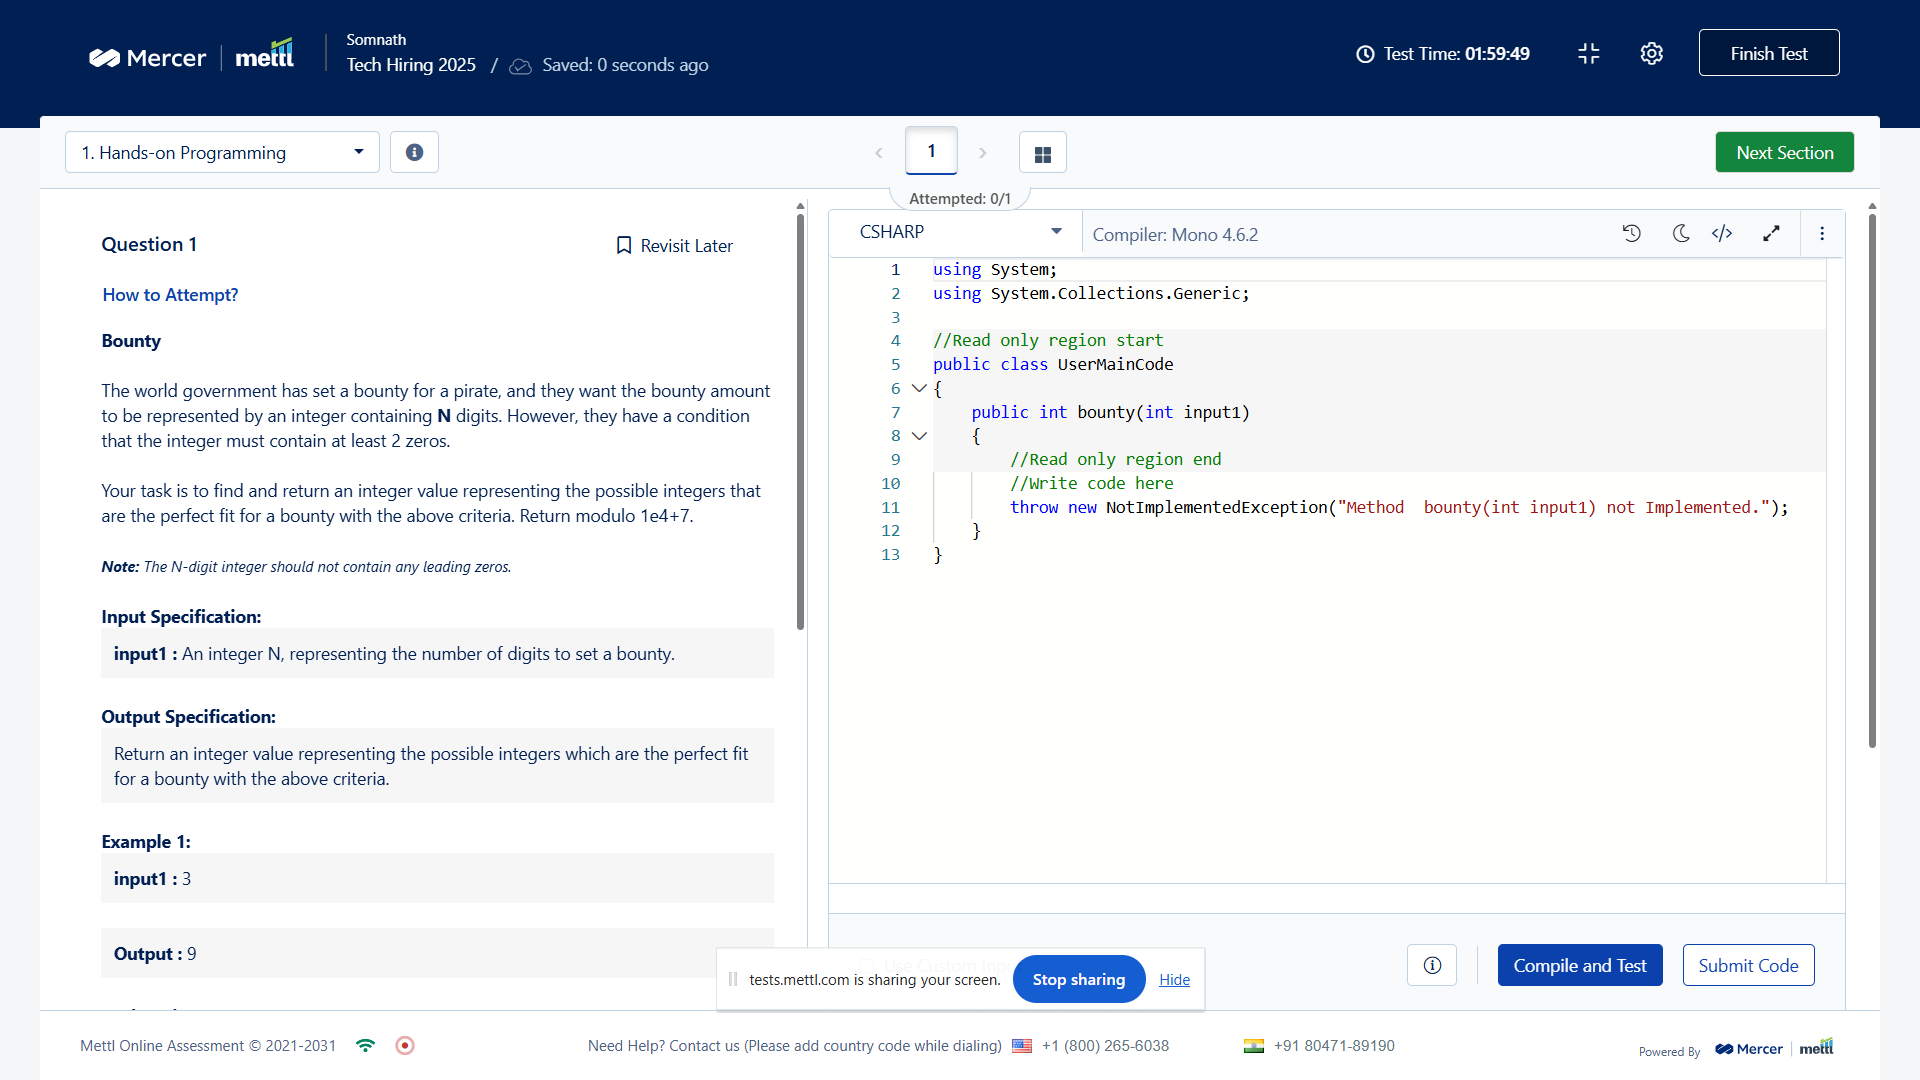 Mercer mettl
Somnath
Tech Hiring 2025 / Saved: 0 seconds ago
Test Time: 01:59:49
Finish Test
1. Hands-on Programming
1
Next Section
Attempted: 0/1
Question 1
Revisit Later
How to Attempt?
Bounty
The world government has set a bounty for a pirate, and they want the bounty amount
to be represented by an integer containing N digits. However, they have a condition
that the integer must contain at least 2 zeros.
Your task is to find and return an integer value representing the possible integers that
are the perfect fit for a bounty with the above criteria. Return modulo 1e4+7.
Note: The N-digit integer should not contain any leading zeros.
Input Specification:
input1 : An integer N, representing the number of digits to set a bounty.
Output Specification:
Return an integer value representing the possible integers which are the perfect fit
for a bounty with the above criteria.
Example 1:
input1 : 3
Output : 9
CSHARP
Compiler: Mono 4.6.2
1 using System;
2 using System.Collections.Generic;
3
4 //Read only region start
5 public class UserMainCode
6 {
7 public int bounty(int input1)
8 {
9 //Read only region end
10 //Write code here
11 throw new NotImplementedException("Method  bounty(int input1) not Implemented.");
12 }
13 }
Compile and Test
Submit Code
tests.mettl.com is sharing your screen.
Stop sharing
Hide
Mettl Online Assessment © 2021-2031
Need Help? Contact us (Please add country code while dialing)
+1 (800) 265-6038
+91 80471-89190
Powered By
Mercer mettl